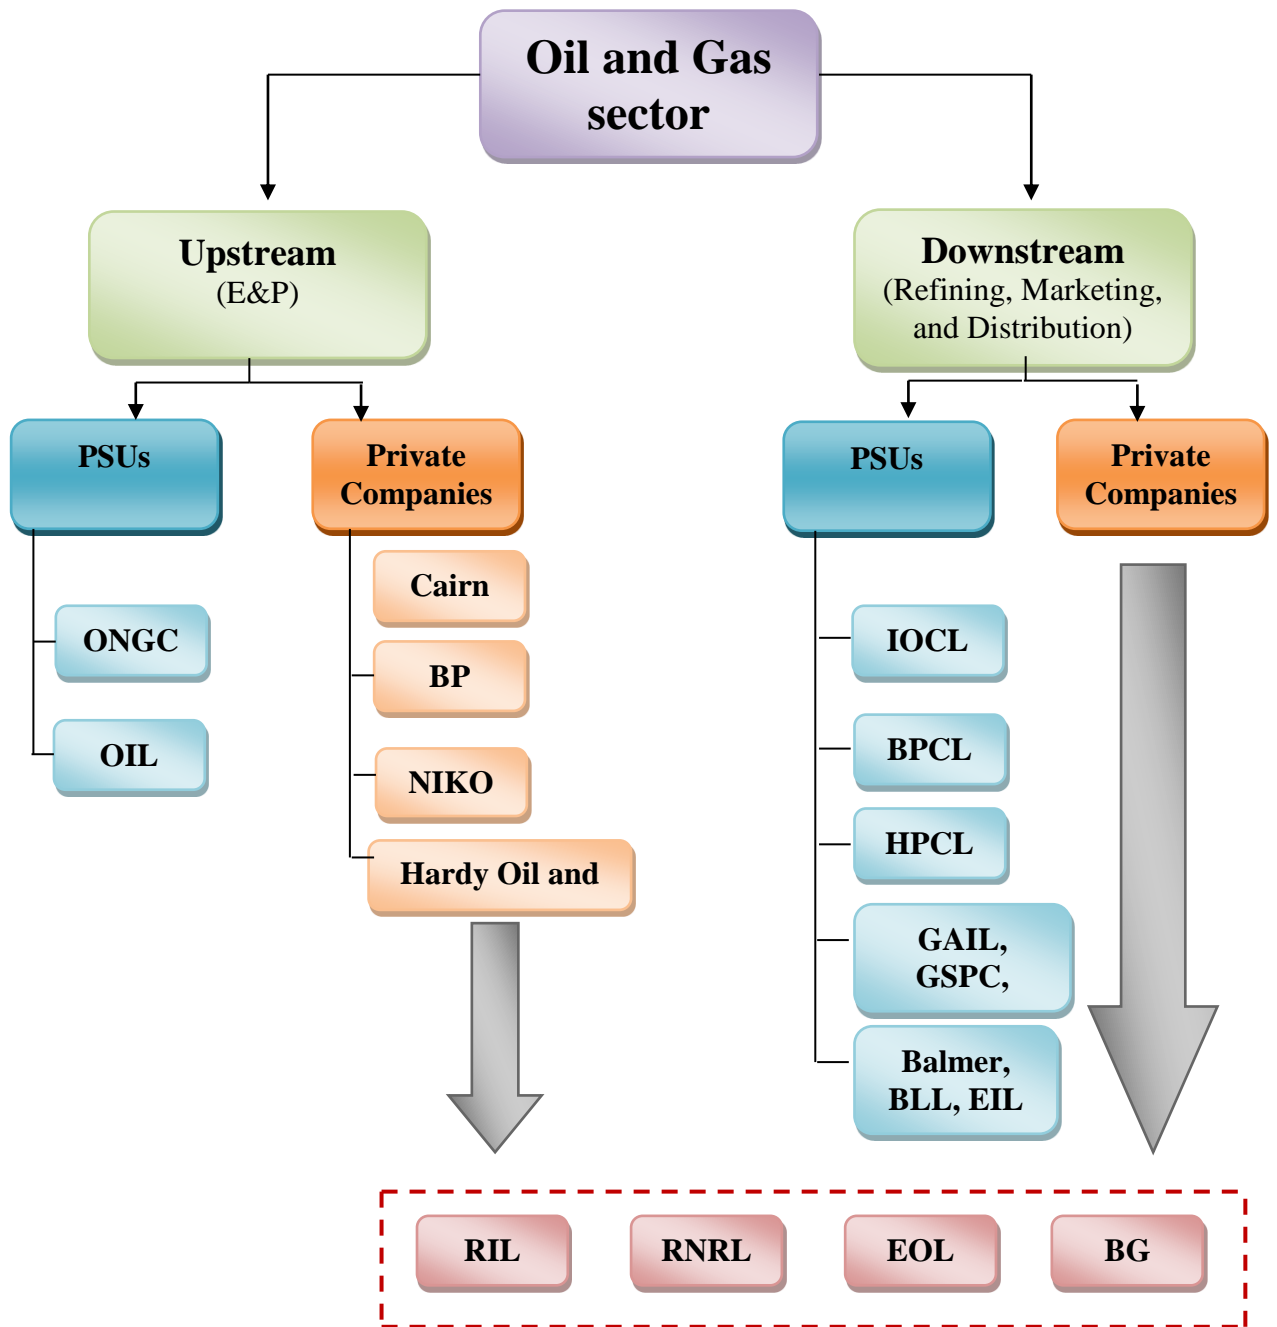 Oil and Gas
sector
Upstream
(E&P)
Downstream
(Refining, Marketing,
and Distribution)
PSUs
Private
Companies
PSUs
Private
Companies
Cairn
BP
NIKO
Hardy Oil and
ONGC
OIL
IOCL
BPCL
HPCL
GAIL,
GSPC,
Balmer,
BLL, EIL
RIL
RNRL
EOL
BG